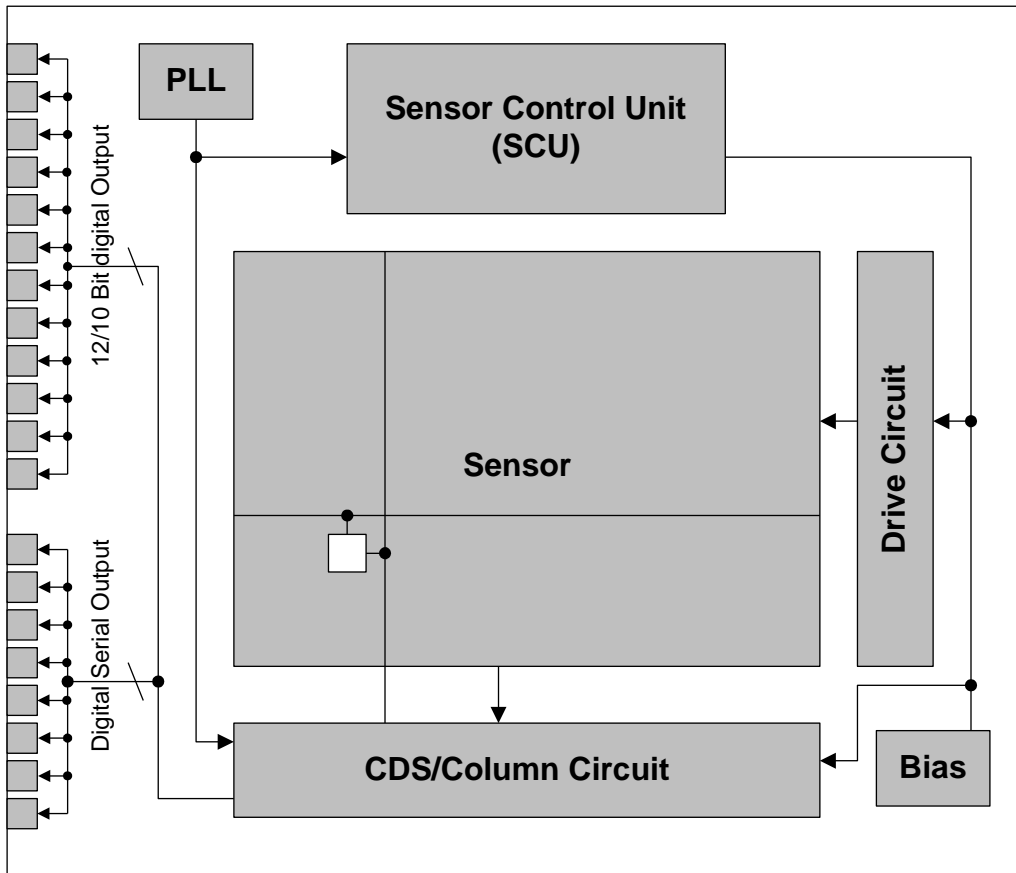 PLL
Sensor Control Unit
(SCU)
12/10 Bit digital Output
Sensor
Drive Circuit
Digital Serial Output
CDS/Column Circuit
Bias